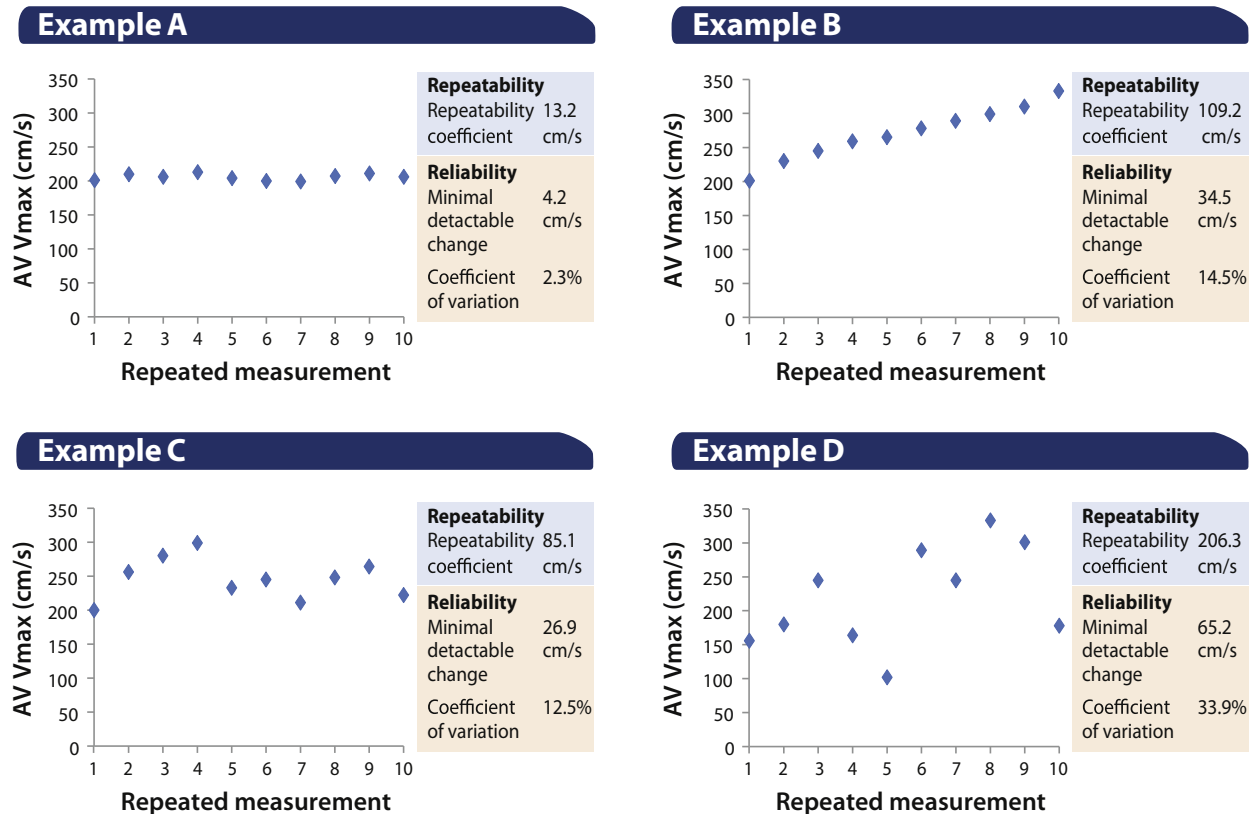 Example A
350
300
250
200
150
100
50
0
AV Vmax (cm/s)
1 2 3 4 5 6 7 8 9 10
Repeated measurement
Repeatability
Repeatability 13.2
coefficient cm/s
Reliability
Minimal 4.2
detactable cm/s
change
Coefficient 2.3%
of variation
Example B
350
300
250
200
150
100
50
0
AV Vmax (cm/s)
1 2 3 4 5 6 7 8 9 10
Repeated measurement
Repeatability
Repeatability 109.2
coefficient cm/s
Reliability
Minimal 34.5
detactable cm/s
change
Coefficient 14.5%
of variation
Example C
350
300
250
200
150
100
50
0
AV Vmax (cm/s)
1 2 3 4 5 6 7 8 9 10
Repeated measurement
Repeatability
Repeatability 85.1
coefficient cm/s
Reliability
Minimal 26.9
detactable cm/s
change
Coefficient 12.5%
of variation
Example D
350
300
250
200
150
100
50
0
AV Vmax (cm/s)
1 2 3 4 5 6 7 8 9 10
Repeated measurement
Repeatability
Repeatability 206.3
coefficient cm/s
Reliability
Minimal 65.2
detactable cm/s
change
Coefficient 33.9%
of variation